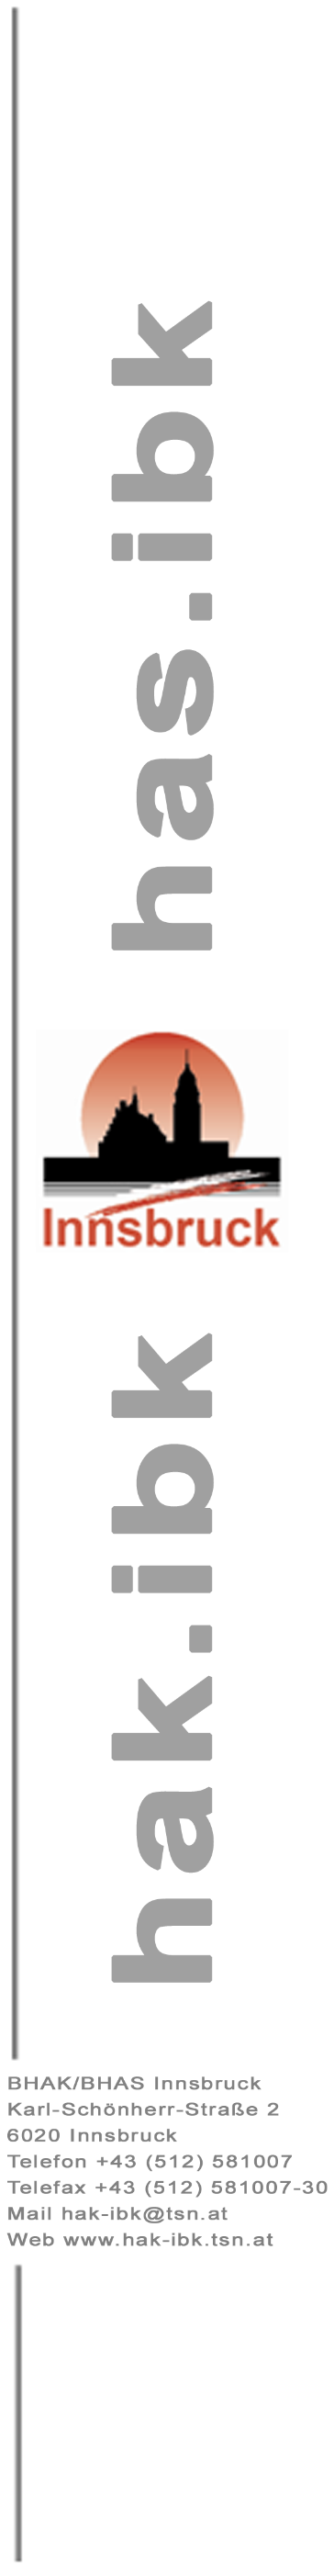 has.ibk
Innsbruck
hak.ibk
BHAK/BHAS Innsbruck
Karl-Schönherr-Straße 2
6020 Innsbruck
Telefon +43 (512) 581007
Telefax +43 (512) 581007-30
Mail hak-ibk@tsn.at
Web www.hak-ibk.tsn.at